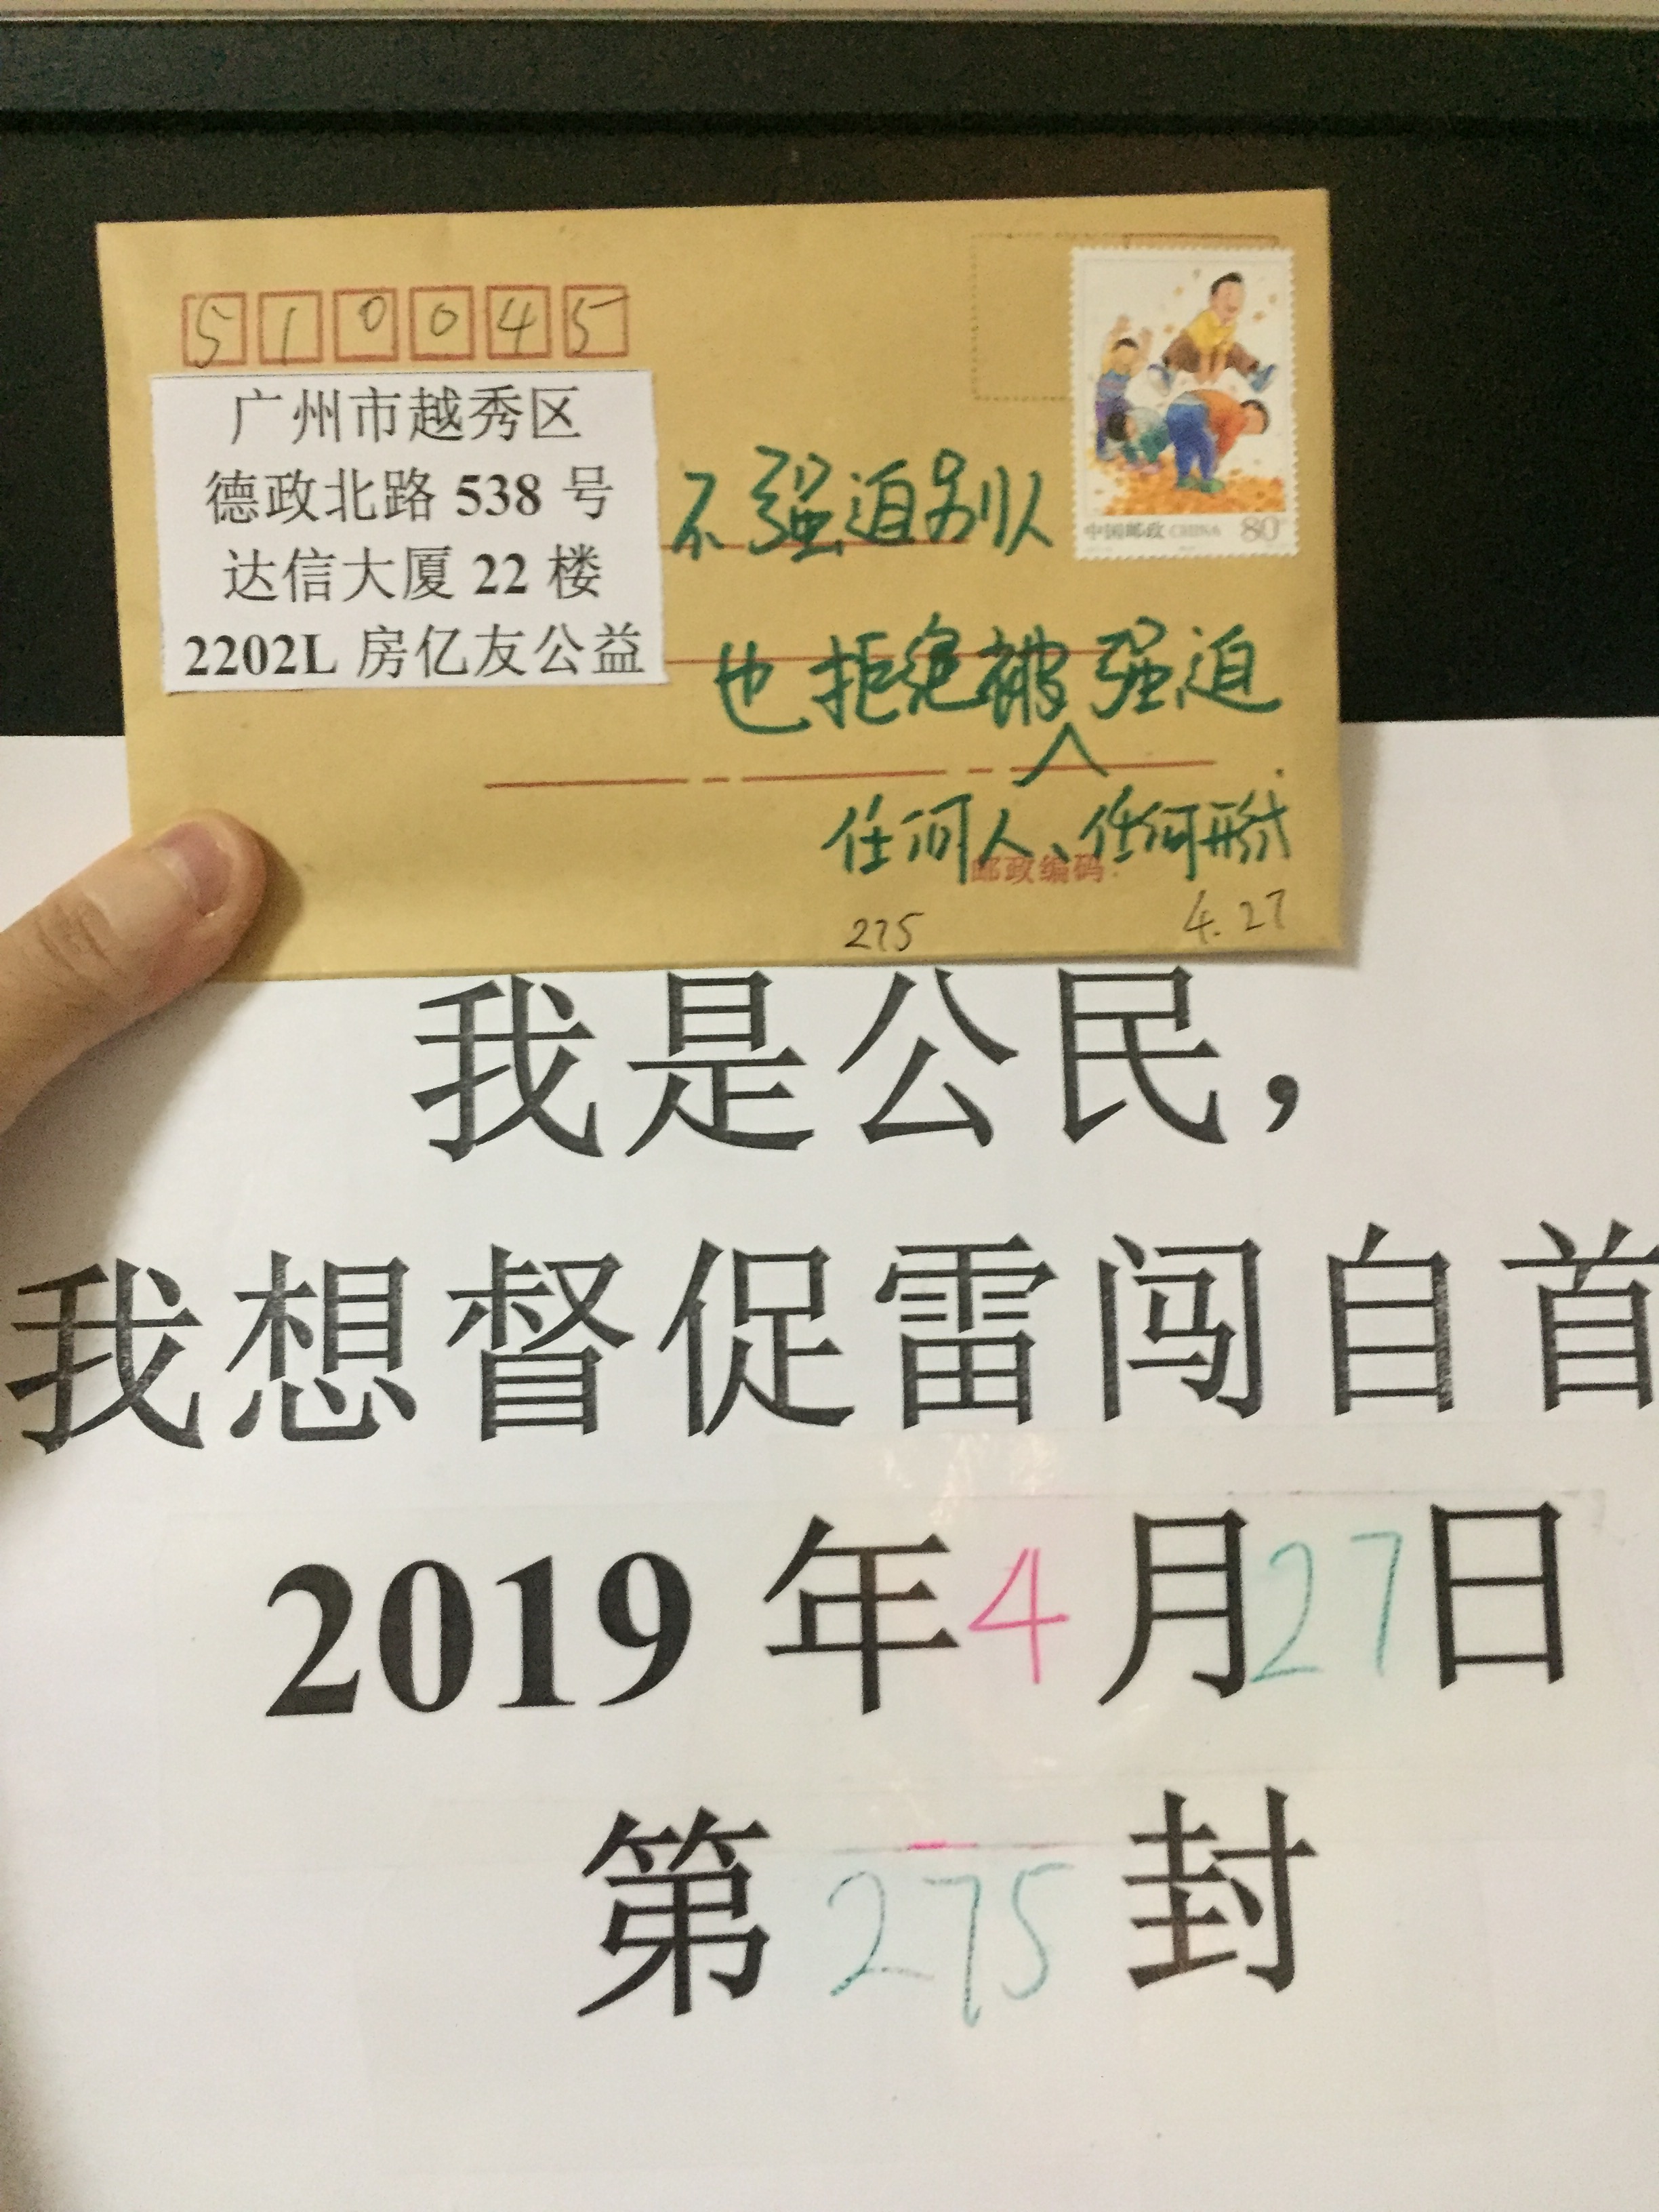 510045
广州市越秀区
德政北路 538 号
达信大厦 22 楼
2202L 房亿友公益
中国邮政 CHINA 80
不强迫别人
也拒绝被强迫
任何人、任何形式
邮政编码:
275
4.27
我是公民，
我想督促雷闯自首
2019 年 4 月 27 日
第 275 封